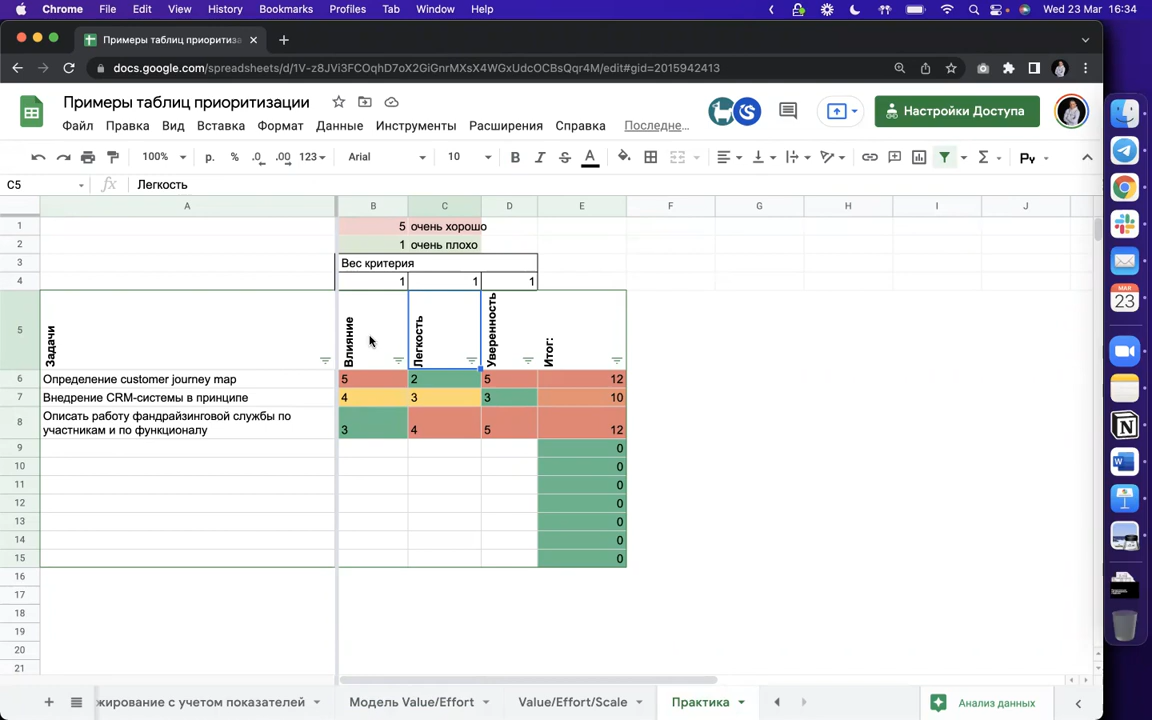 Chrome File Edit View History Bookmarks Profiles Tab Window Help Wed 23 Mar 16:34
Примеры таблиц приоритиза
docs.google.com/spreadsheets/d/1V-z8JVi3FCOqhD7oX2GiGnrMXsX4WGxUdcOCBsQqr4M/edit#gid=2015942413
Примеры таблиц приоритизации
Настройки Доступа
Файл Правка Вид Вставка Формат Данные Инструменты Расширения Справка Последне...
100% р. % .0 .00 123 Arial 10 B I S A
C5 fx Легкость
A B C D E F G H I J
1 5 очень хорошо
2 1 очень плохо
3 Вес критерия
4 1 1 1
5 Задачи Влияние Легкость Уверенность Итог:
6 Определение customer journey map 5 2 5 12
7 Внедрение CRM-системы в принципе 4 3 3 10
8 Описать работу фандрайзинговой службы по
участникам и по функционалу 3 4 5 12
9 0
10 0
11 0
12 0
13 0
14 0
15 0
16
17
18
19
20
21
MAR
23
жирование с учетом показателей Модель Value/Effort Value/Effort/Scale Практика Анализ данных